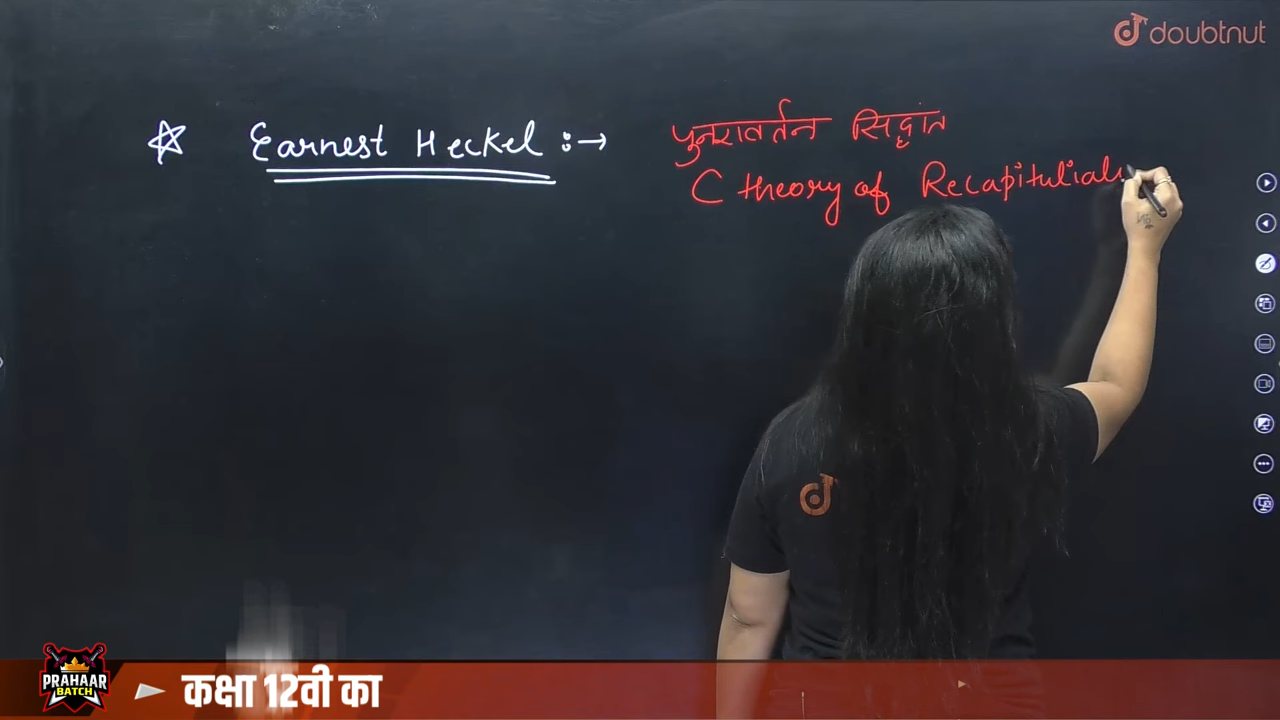 doubtnut
Earnest Heckel :→ पुनरावर्तन सिद्धांत
( theory of Recapitulial
PRAHAAR
BATCH
कक्षा 12वी का